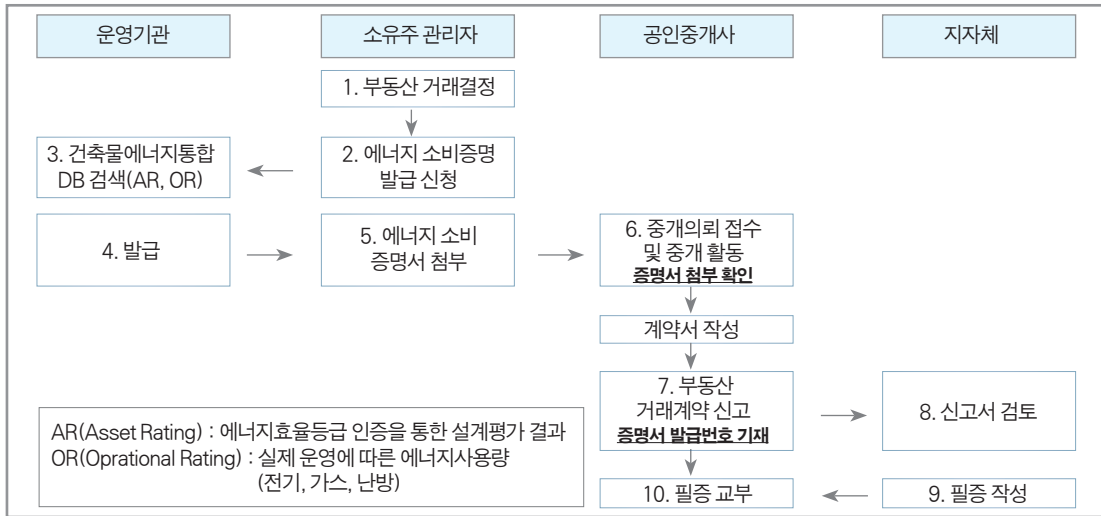 운영기관
소유주 관리자
공인중개사
지자체
1. 부동산 거래결정
3. 건축물에너지통합
DB 검색(AR, OR)
2. 에너지 소비증명
발급 신청
4. 발급
5. 에너지 소비
증명서 첨부
6. 중개의뢰 접수
및 중개 활동
증명서 첨부 확인
계약서 작성
7. 부동산
거래계약 신고
증명서 발급번호 기재
8. 신고서 검토
AR(Asset Rating) : 에너지효율등급 인증을 통한 설계평가 결과
OR(Oprational Rating) : 실제 운영에 따른 에너지사용량
(전기, 가스, 난방)
10. 필증 교부
9. 필증 작성